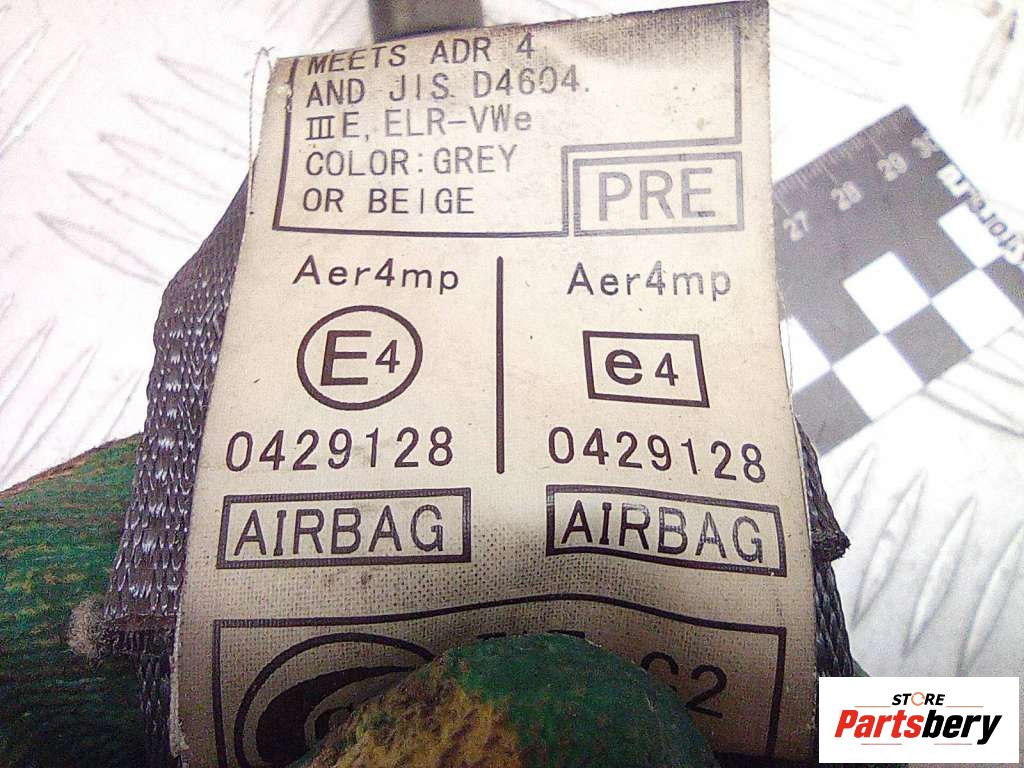 MEETS ADR 4
AND JIS D4604.
ⅢE, ELR-VWe
COLOR: GREY
OR BEIGE
PRE
Aer4mp
E4
0429128
AIRBAG
Aer4mp
e4
0429128
AIRBAG
27 28 29
STORE
Partsbery